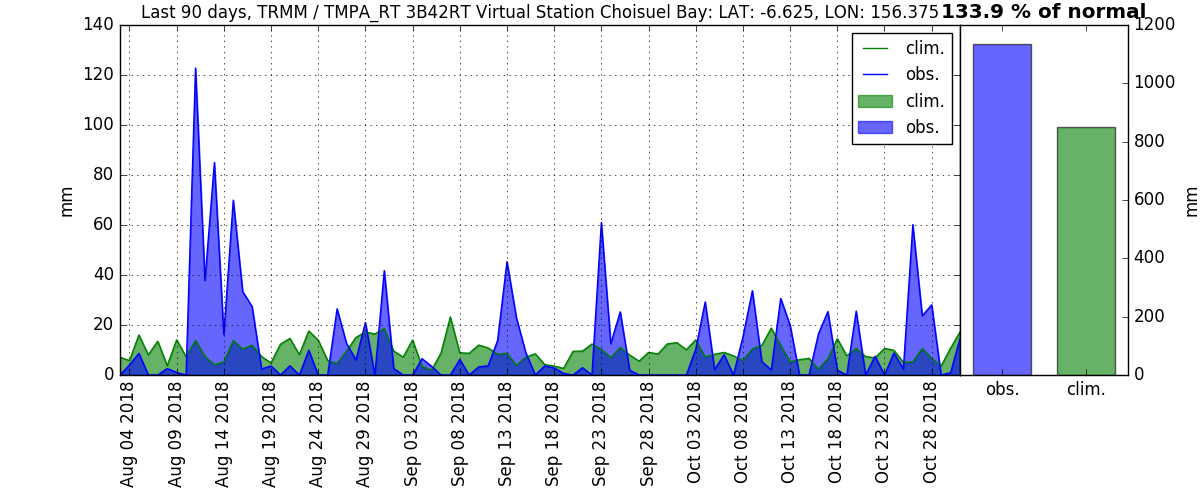 Last 90 days, TRMM / TMPA_RT 3B42RT Virtual Station Choisuel Bay: LAT: -6.625, LON: 156.375 133.9 % of normal
140
120
100
80
60
40
20
0
mm
clim.
obs.
clim.
obs.
Aug 04 2018
Aug 09 2018
Aug 14 2018
Aug 19 2018
Aug 24 2018
Aug 29 2018
Sep 03 2018
Sep 08 2018
Sep 13 2018
Sep 18 2018
Sep 23 2018
Sep 28 2018
Oct 03 2018
Oct 08 2018
Oct 13 2018
Oct 18 2018
Oct 23 2018
Oct 28 2018
1200
1000
800
600
400
200
0
mm
obs.
clim.